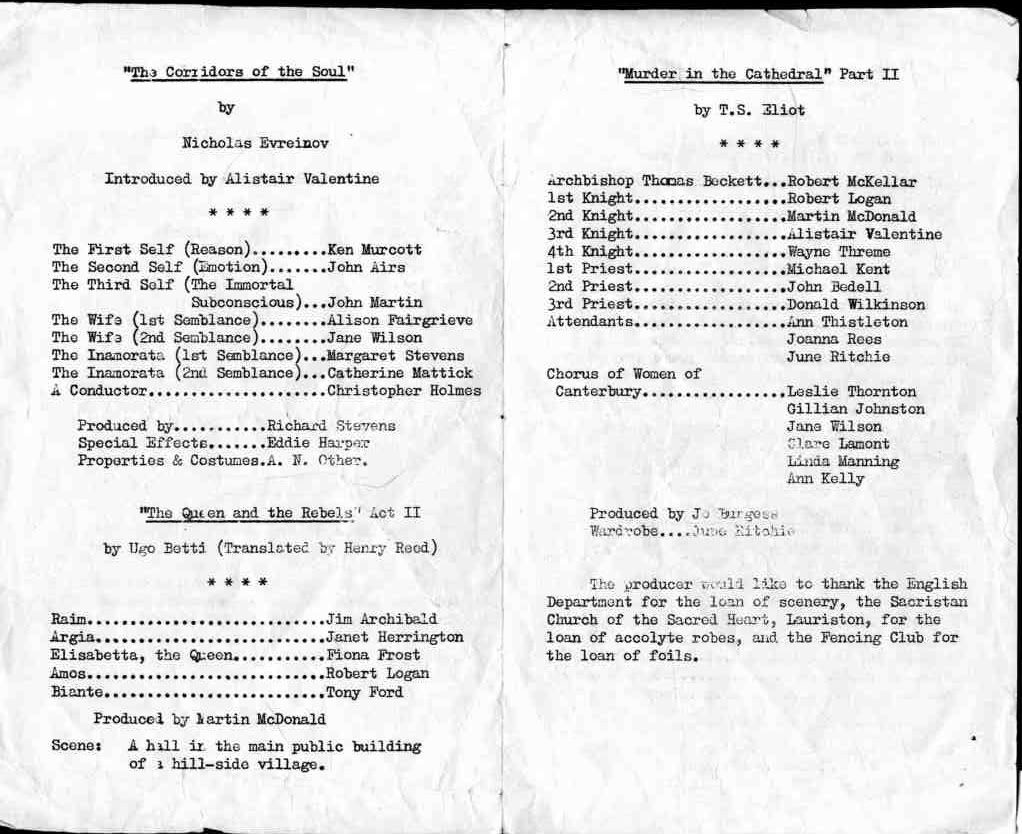 "The Corridors of the Soul"
by
Nicholas Evreinov
Introduced by Alistair Valentine
* * * *
The First Self (Reason).........Ken Murcott
The Second Self (Emotion).......John Airs
The Third Self (The Immortal
Subconscious)...John Martin
The Wife (1st Semblance)........Alison Fairgrieve
The Wife (2nd Semblance)........Jane Wilson
The Inamorata (1st Semblance)...Margaret Stevens
The Inamorata (2nd Semblance)...Catherine Mattick
A Conductor.....................Christopher Holmes
Produced by...........Richard Stevens
Special Effects.......Eddie Harper
Properties & Costumes.A. N. Other.
"The Queen and the Rebels" Act II
by Ugo Betti (Translated by Henry Reed)
* * * *
Raim............................Jim Archibald
Argia...........................Janet Herrington
Elisabetta, the Queen...........Fiona Frost
Amos............................Robert Logan
Biante..........................Tony Ford
Produced by Martin McDonald
Scene: A hall in the main public building
of a hill-side village.
"Murder in the Cathedral" Part II
by T.S. Eliot
* * * *
Archbishop Thomas Beckett...Robert McKellar
1st Knight..................Robert Logan
2nd Knight..................Martin McDonald
3rd Knight..................Alistair Valentine
4th Knight..................Wayne Threme
1st Priest..................Michael Kent
2nd Priest..................John Bedell
3rd Priest..................Donald Wilkinson
Attendants..................Ann Thistleton
Joanna Rees
June Ritchie
Chorus of Women of
Canterbury.................Leslie Thornton
Gillian Johnston
Jane Wilson
Clare Lamont
Linda Manning
Ann Kelly
Produced by Jo Burgess
Wardrobe....June Ritchie
The producer would like to thank the English
Department for the loan of scenery, the Sacristan
Church of the Sacred Heart, Lauriston, for the
loan of accolyte robes, and the Fencing Club for
the loan of foils.